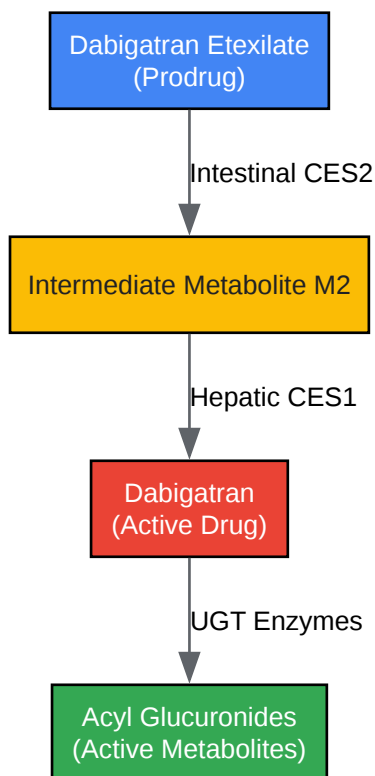 Dabigatran Etexilate
(Prodrug)
Intestinal CES2
Intermediate Metabolite M2
Hepatic CES1
Dabigatran
(Active Drug)
UGT Enzymes
Acyl Glucuronides
(Active Metabolites)